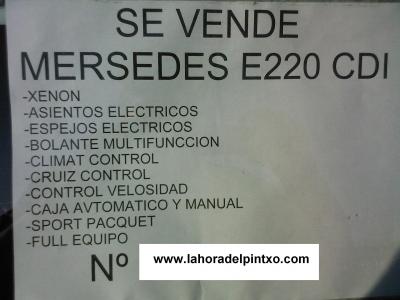 SE VENDE
MERSEDES E220 CDI
-XENON
-ASIENTOS ELECTRICOS
-ESPEJOS ELECTRICOS
-BOLANTE MULTIFUNCCION
-CLIMAT CONTROL
-CRUIZ CONTROL
-CONTROL VELOSIDAD
-CAJA AVTOMATICO Y MANUAL
-SPORT PACQUET
-FULL EQUIPO
Nº www.lahoradelpintxo.com